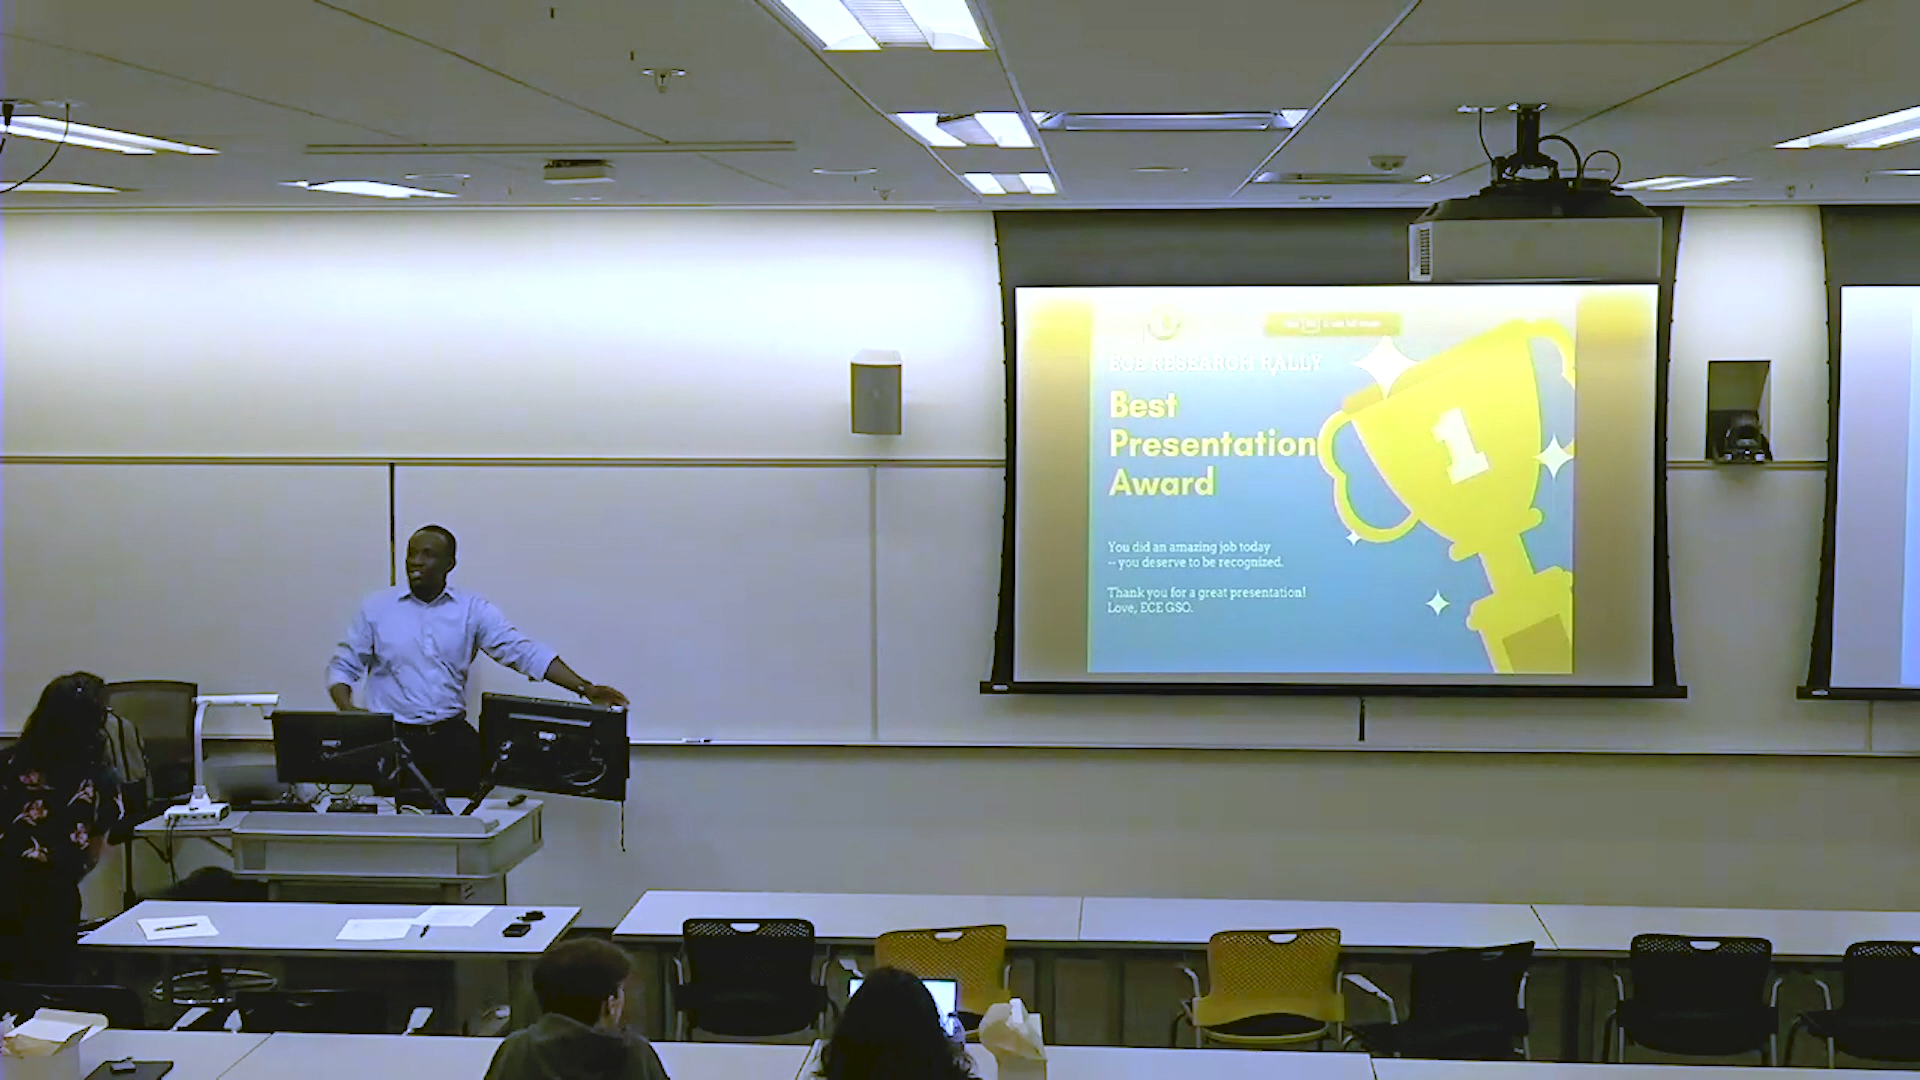 ECE RESEARCH RALLY
Best
Presentation
Award
1
You did an amazing job today
-- you deserve to be recognized.
Thank you for a great presentation!
Love, ECE GSO.